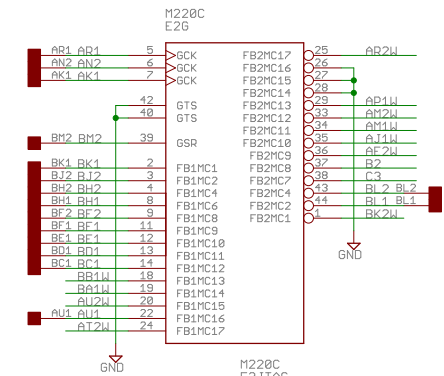 M220C
E2G
AR1 AR1 5 GCK FB2MC17 25 AR2W
AN2 AN2 6 GCK FB2MC16 26
AK1 AK1 7 GCK FB2MC15 27
FB2MC14 28
42 GTS FB2MC13 29 AP1W
40 GTS FB2MC12 33 AM2W
FB2MC11 34 AM1W
BM2 BM2 39 GSR FB2MC10 35 AJ1W
FB2MC9 36 AE2W
BK1 BK1 2 FB1MC1 FB2MC8 37 B2
BJ2 BJ2 3 FB1MC2 FB2MC7 38 C3
BH2 BH2 4 FB1MC4 FB2MC4 43 BL2 BL2
BH1 BH1 8 FB1MC6 FB2MC2 44 BL1 BL1
BF2 BF2 9 FB1MC8 FB2MC1 1 BK2W
BF1 BF1 11 FB1MC9
BE1 BE1 12 FB1MC10
BD1 BD1 13 FB1MC11
BC1 BC1 14 FB1MC12
BB1W 18 FB1MC13
BA1W 19 FB1MC14
AU2W 20 FB1MC15
AU1 AU1 22 FB1MC16
AT2W 24 FB1MC17
GND
GND
M220C
E2JTAG